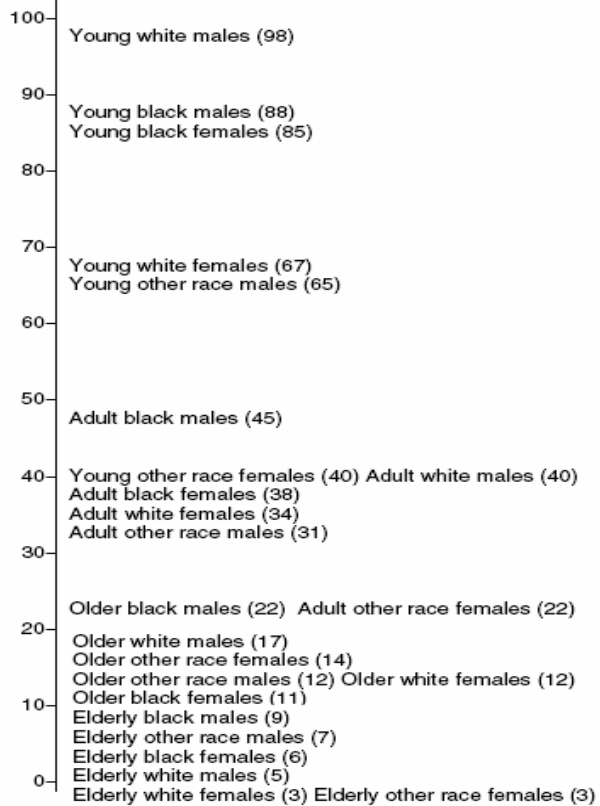 100
Young white males (98)
90
Young black males (88)
Young black females (85)
80
70
Young white females (67)
Young other race males (65)
60
50
Adult black males (45)
40 Young other race females (40) Adult white males (40)
Adult black females (38)
Adult white females (34)
Adult other race males (31)
30
Older black males (22) Adult other race females (22)
20
Older white males (17)
Older other race females (14)
Older other race males (12) Older white females (12)
10 Older black females (11)
Elderly black males (9)
Elderly other race males (7)
Elderly black females (6)
0 Elderly white males (5)
Elderly white females (3) Elderly other race females (3)